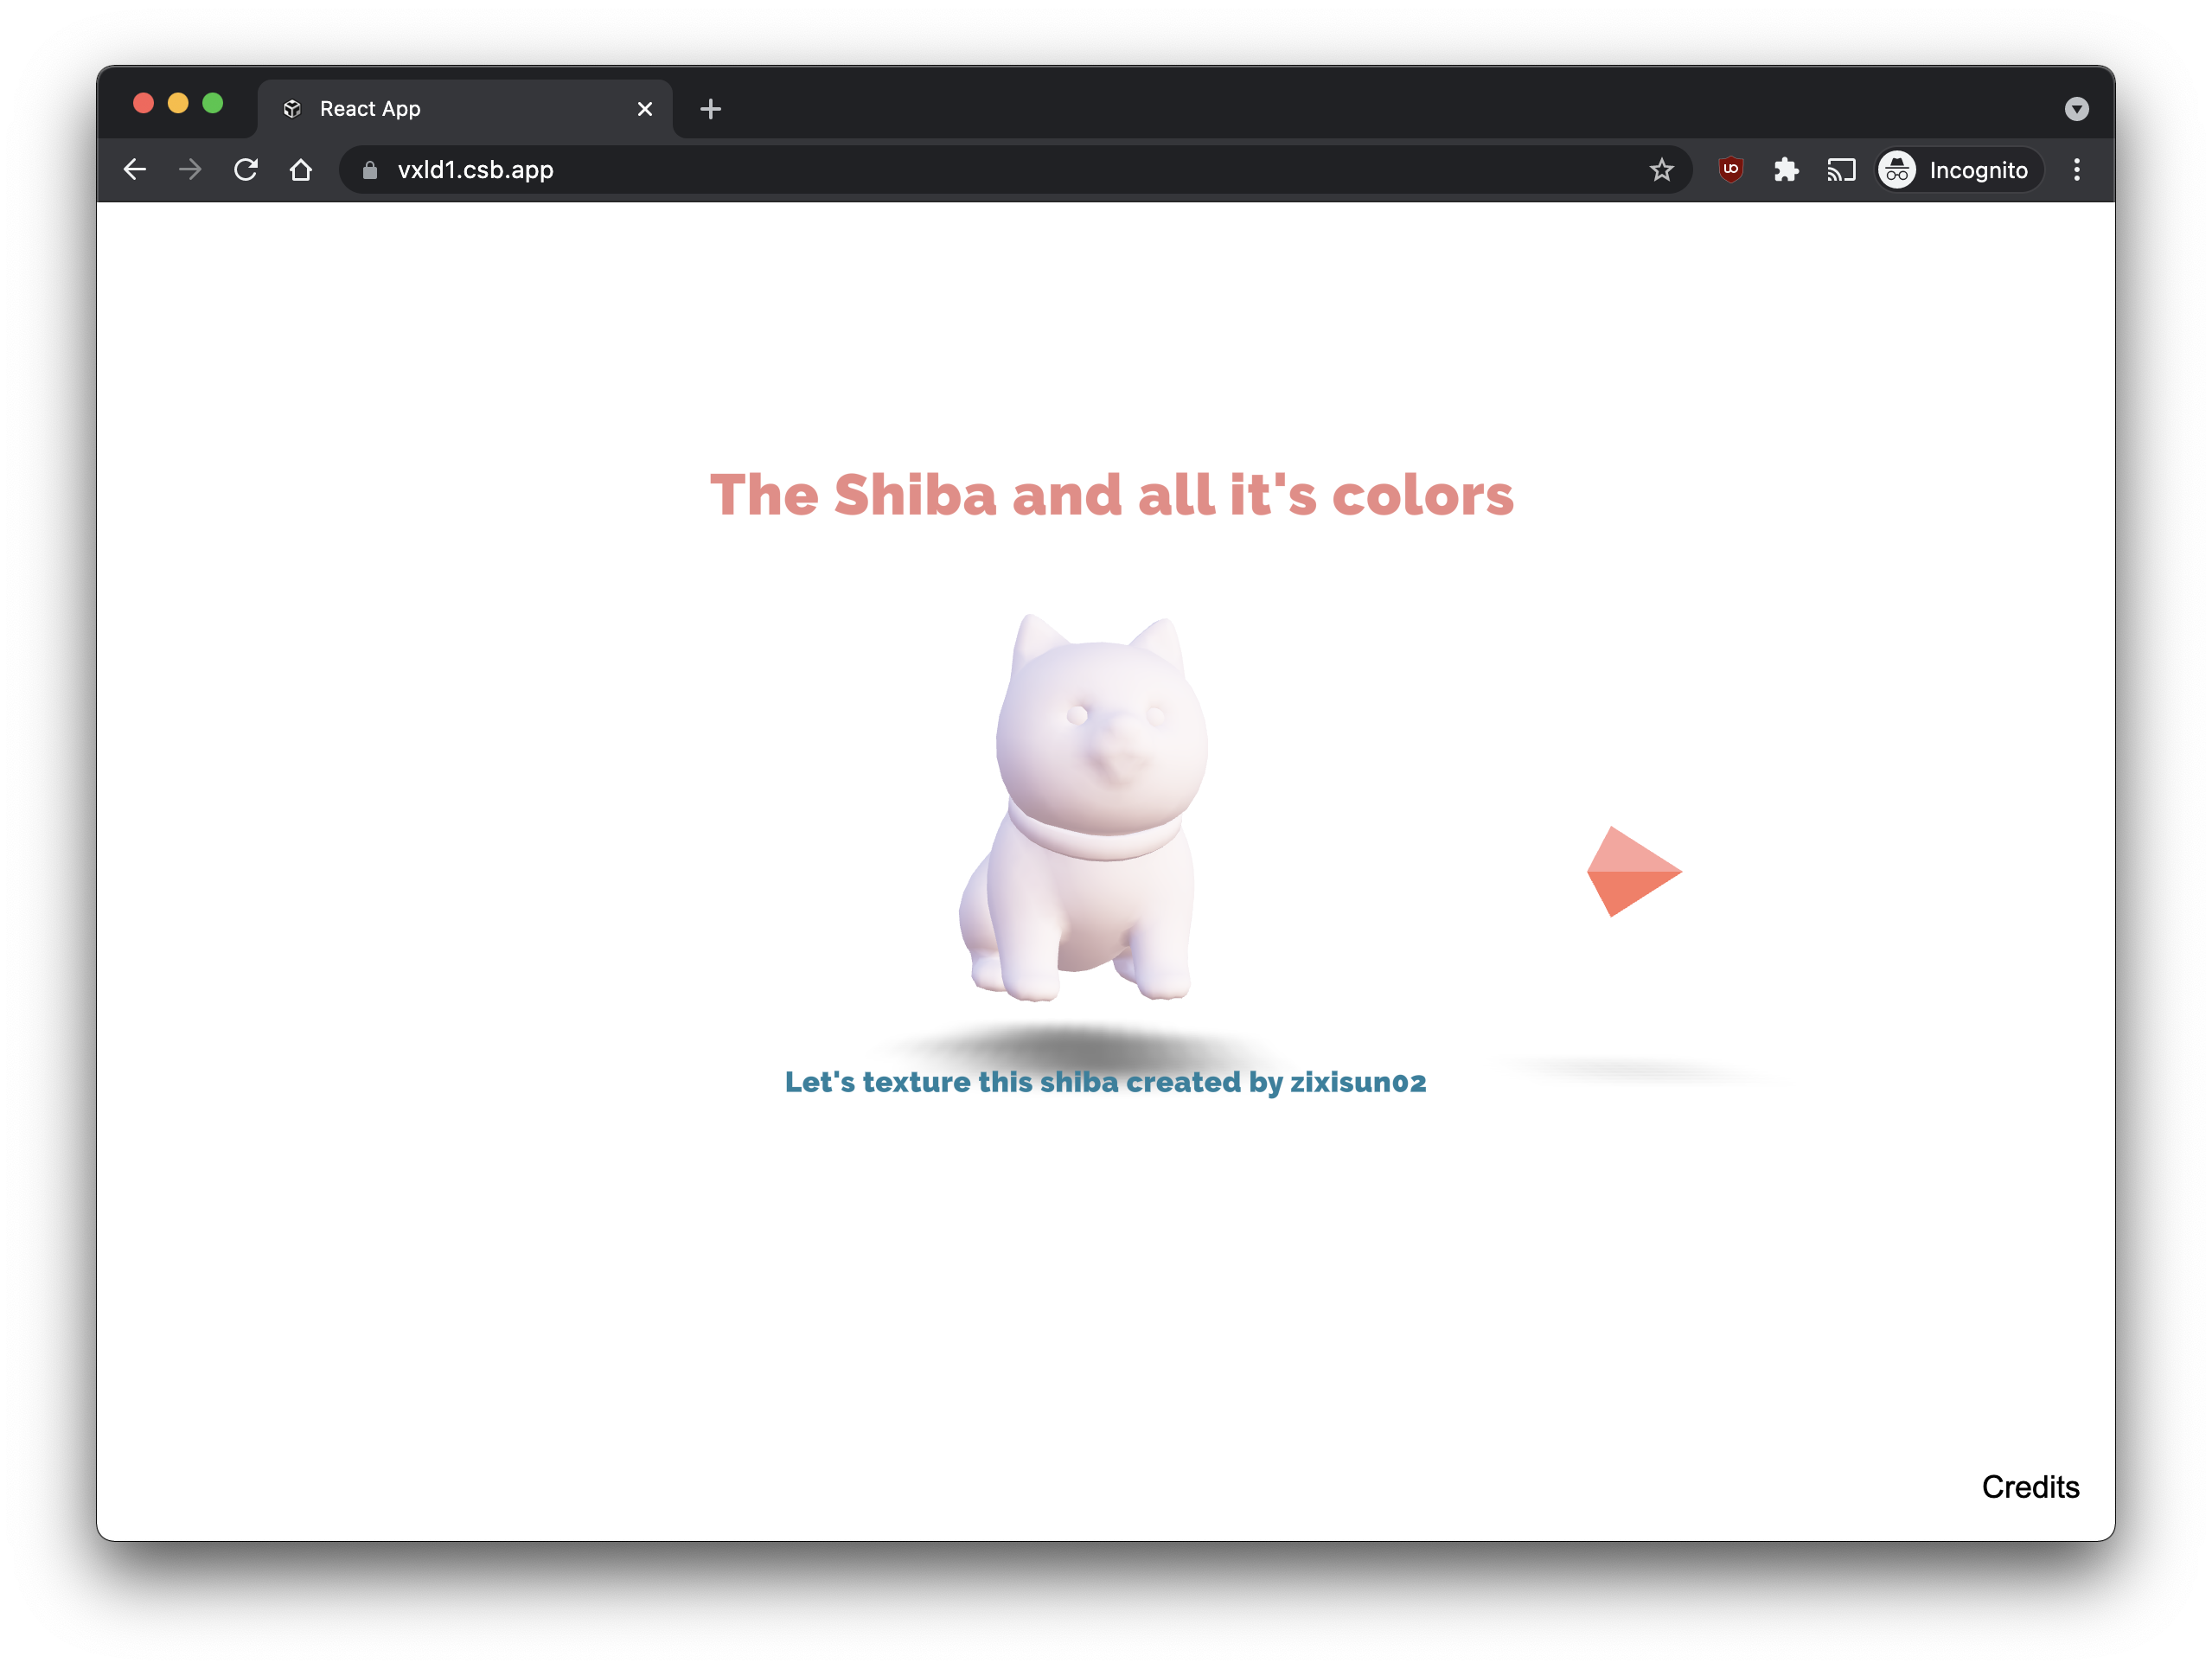 React App
vxld1.csb.app
Incognito
The Shiba and all it's colors
Let's texture this shiba created by zixisun02
Credits